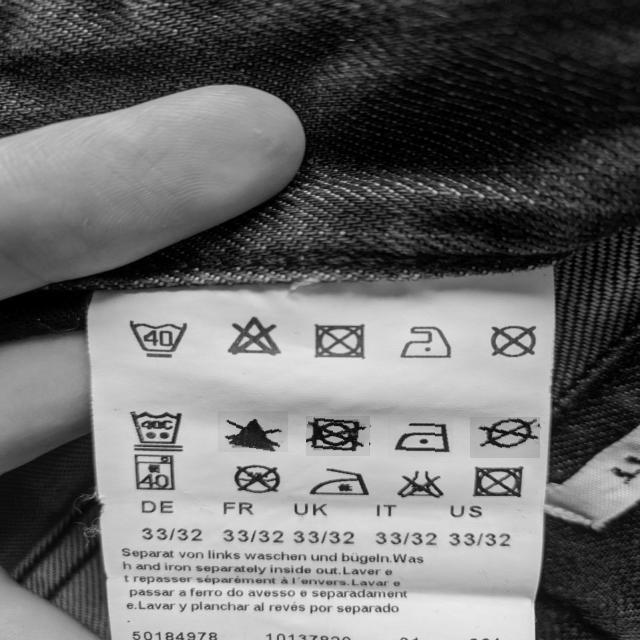 40
40C
40
DE FR UK IT US
33/32 33/32 33/32 33/32 33/32
Separat von links waschen und bügeln.Was
h and iron separately inside out.Laver e
t repasser séparément à l'envers.Lavar e
passar a ferro do avesso e separadament
e.Lavar y planchar al revés por separado
50184978